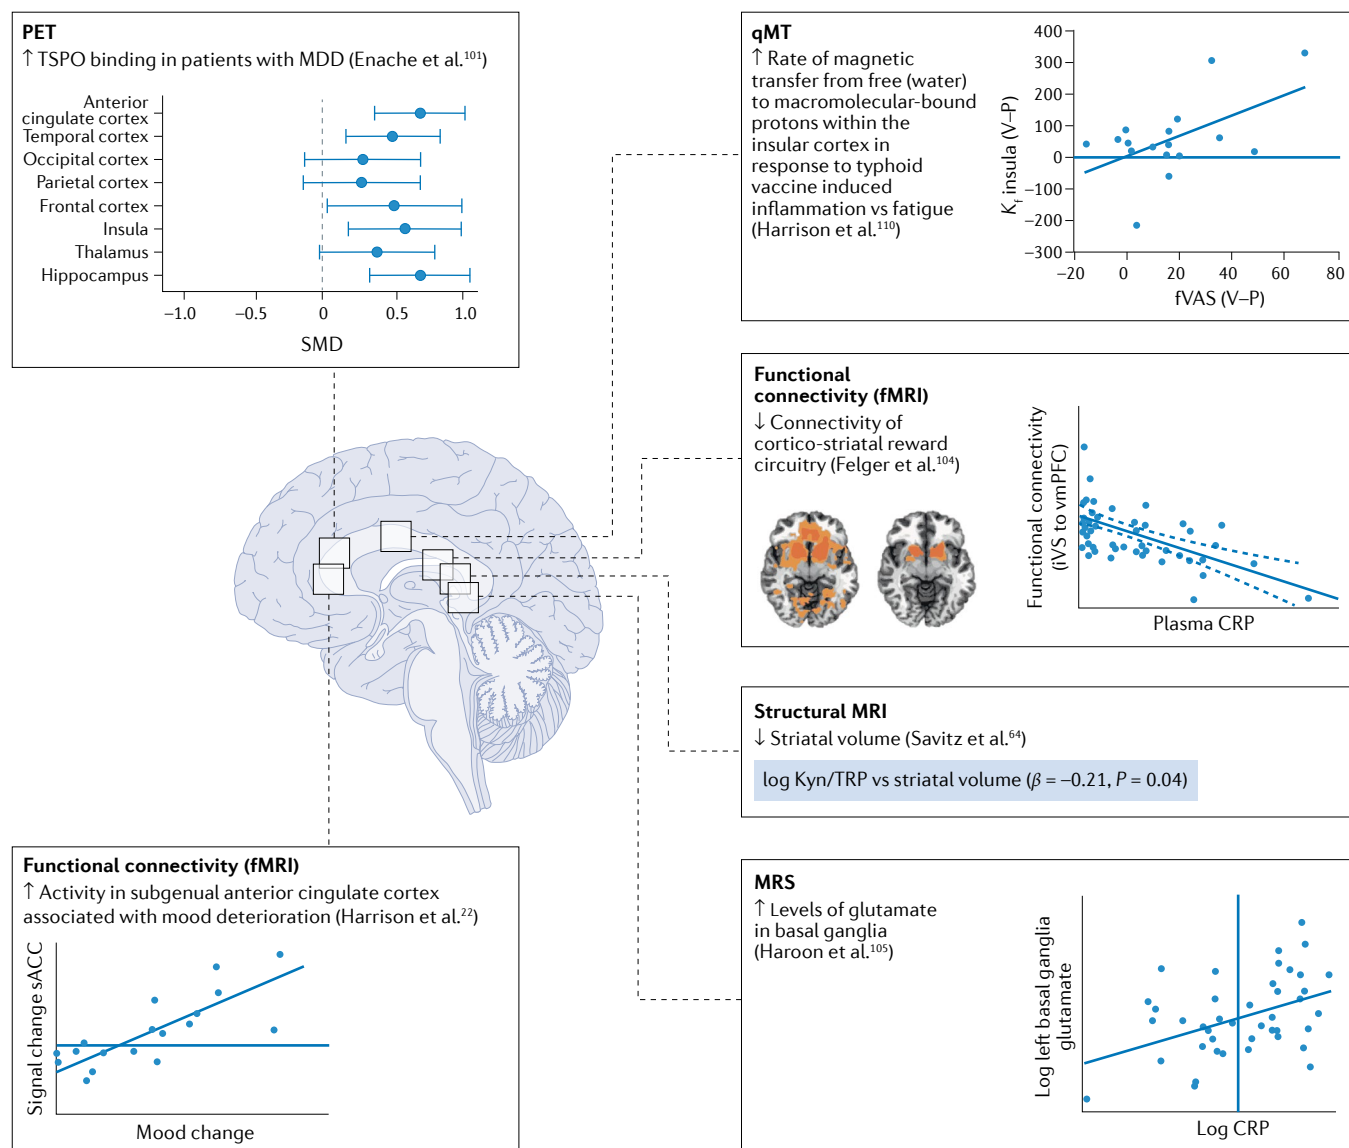 PET
↑ TSPO binding in patients with MDD (Enache et al.101)
Anterior
cingulate cortex
Temporal cortex
Occipital cortex
Parietal cortex
Frontal cortex
Insula
Thalamus
Hippocampus
–1.0 –0.5 0 0.5 1.0
SMD
qMT
↑ Rate of magnetic
transfer from free (water)
to macromolecular-bound
protons within the
insular cortex in
response to typhoid
vaccine induced
inflammation vs fatigue
(Harrison et al.110)
Kf insula (V–P)
400
300
200
100
0
–100
–200
–300
–20 0 20 40 60 80
fVAS (V–P)
Functional
connectivity (fMRI)
↓ Connectivity of
cortico-striatal reward
circuitry (Felger et al.104)
Functional connectivity
(iVS to vmPFC)
Plasma CRP
Structural MRI
↓ Striatal volume (Savitz et al.64)
log Kyn/TRP vs striatal volume (β = –0.21, P = 0.04)
Functional connectivity (fMRI)
↑ Activity in subgenual anterior cingulate cortex
associated with mood deterioration (Harrison et al.22)
Signal change sACC
Mood change
MRS
↑ Levels of glutamate
in basal ganglia
(Haroon et al.105)
Log left basal ganglia
glutamate
Log CRP